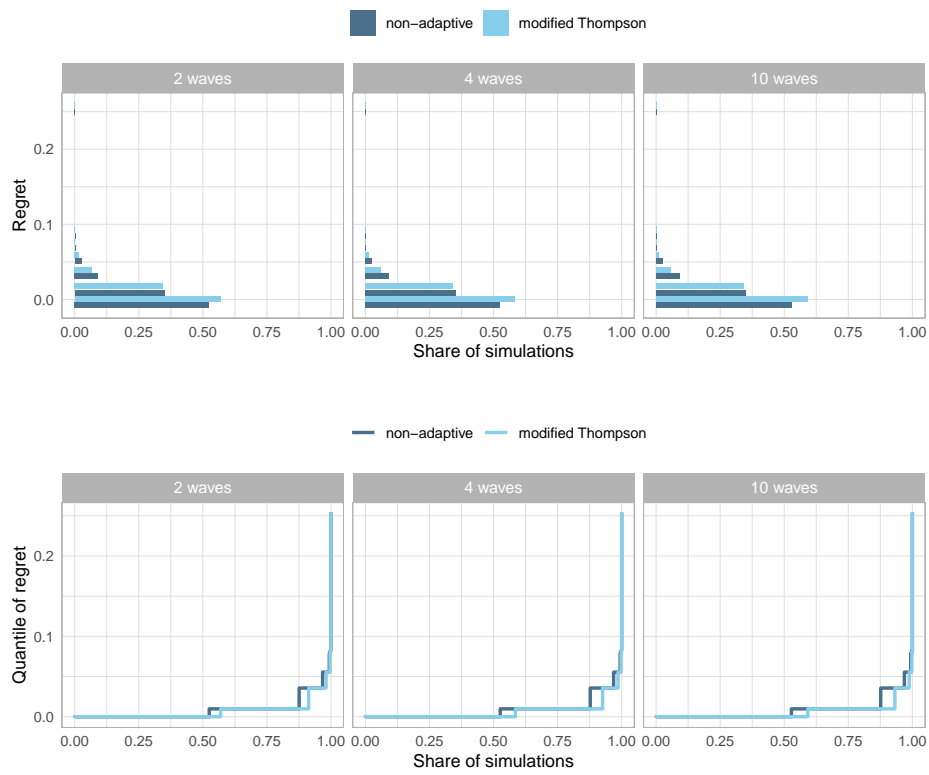 non−adaptive modified Thompson
2 waves 4 waves 10 waves
Regret
0.2
0.1
0.0
0.00 0.25 0.50 0.75 1.00 0.00 0.25 0.50 0.75 1.00 0.00 0.25 0.50 0.75 1.00
Share of simulations
non−adaptive modified Thompson
2 waves 4 waves 10 waves
Quantile of regret
0.2
0.1
0.0
0.00 0.25 0.50 0.75 1.00 0.00 0.25 0.50 0.75 1.00 0.00 0.25 0.50 0.75 1.00
Share of simulations